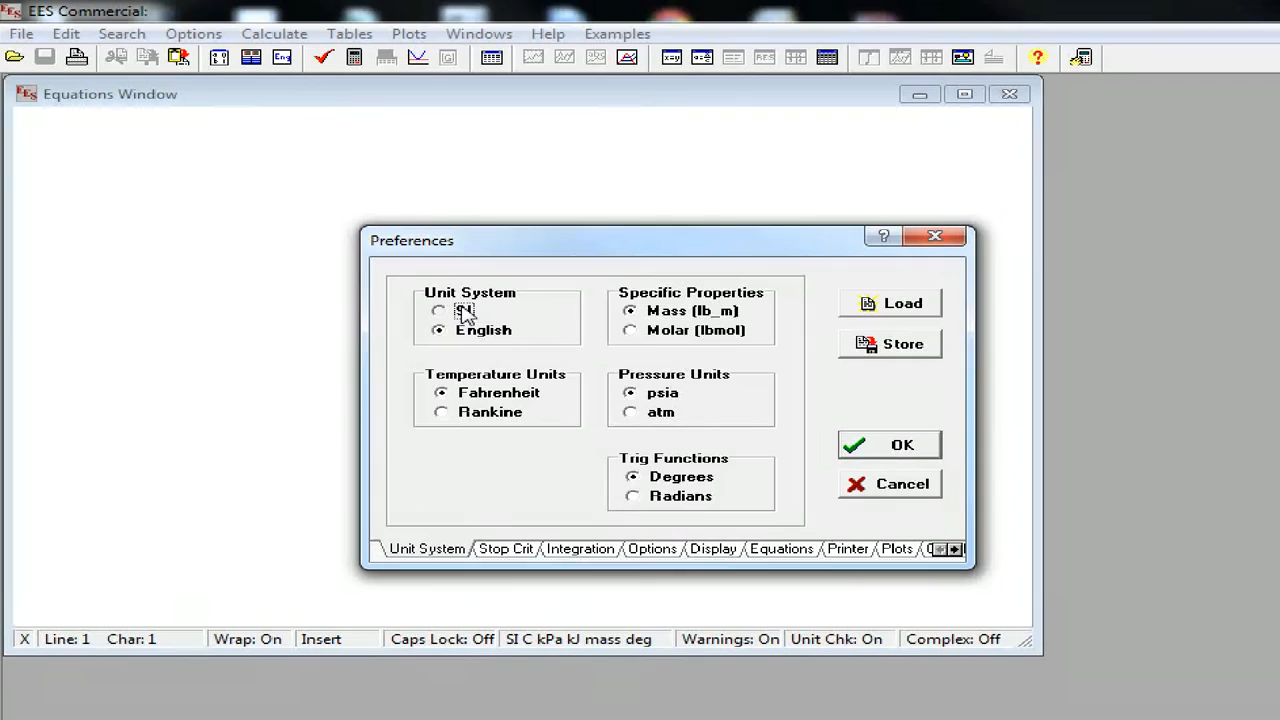 EES Commercial:
File Edit Search Options Calculate Tables Plots Windows Help Examples
EES Equations Window
Preferences
Unit System
SI
English
Specific Properties
Mass (lb_m)
Molar (lbmol)
Load
Store
Temperature Units
Fahrenheit
Rankine
Pressure Units
psia
atm
Trig Functions
Degrees
Radians
OK
Cancel
Unit System Stop Crit Integration Options Display Equations Printer Plots
X Line: 1 Char: 1 Wrap: On Insert Caps Lock: Off SI C kPa kJ mass deg Warnings: On Unit Chk: On Complex: Off